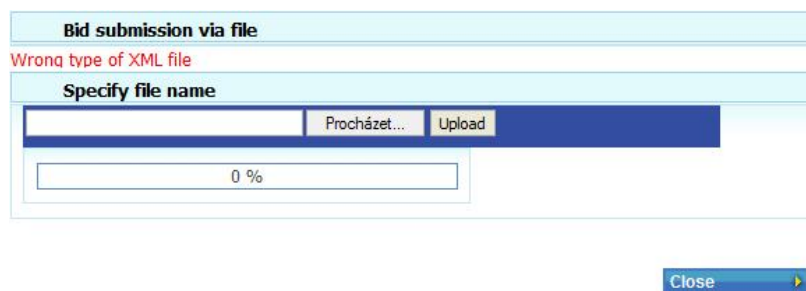 Bid submission via file
Wrong type of XML file
Specify file name
Procházet... Upload
0 %
Close